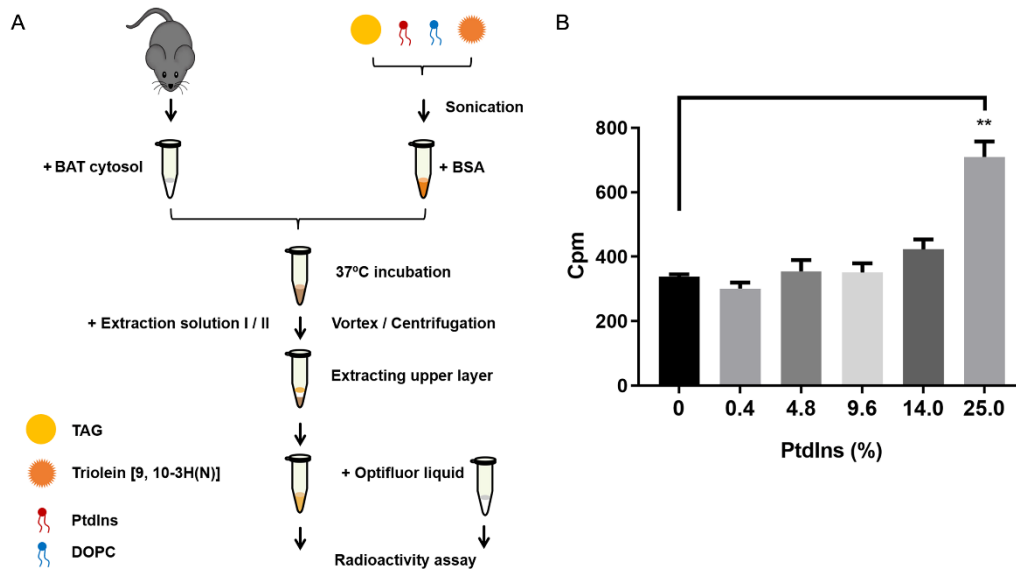 A
Sonication
+ BAT cytosol
+ BSA
37ºC incubation
+ Extraction solution I / II
Vortex / Centrifugation
Extracting upper layer
TAG
Triolein [9, 10-3H(N)]
+ Optifluor liquid
PtdIns
DOPC
Radioactivity assay
B
**
800
600
400
200
0
Cpm
0 0.4 4.8 9.6 14.0 25.0
PtdIns (%)